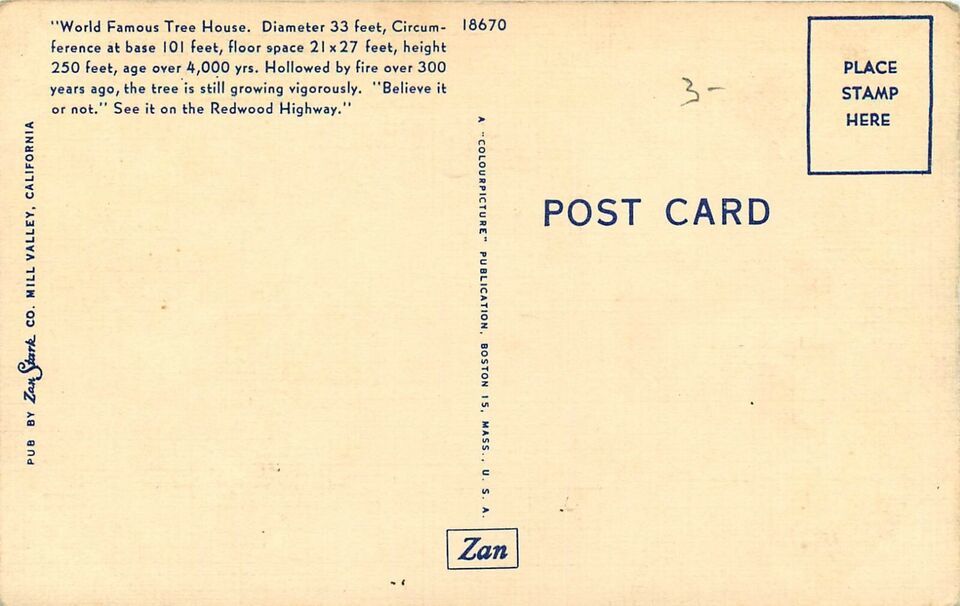 "World Famous Tree House. Diameter 33 feet, Circum-
ference at base 101 feet, floor space 21 x 27 feet, height
250 feet, age over 4,000 yrs. Hollowed by fire over 300
years ago, the tree is still growing vigorously. "Believe it
or not." See it on the Redwood Highway."
18670
3-
PLACE
STAMP
HERE
POST CARD
PUB BY Zan Stark CO. MILL VALLEY, CALIFORNIA
A "COLOURPICTURE" PUBLICATION, BOSTON 15, MASS., U. S. A.
Zan